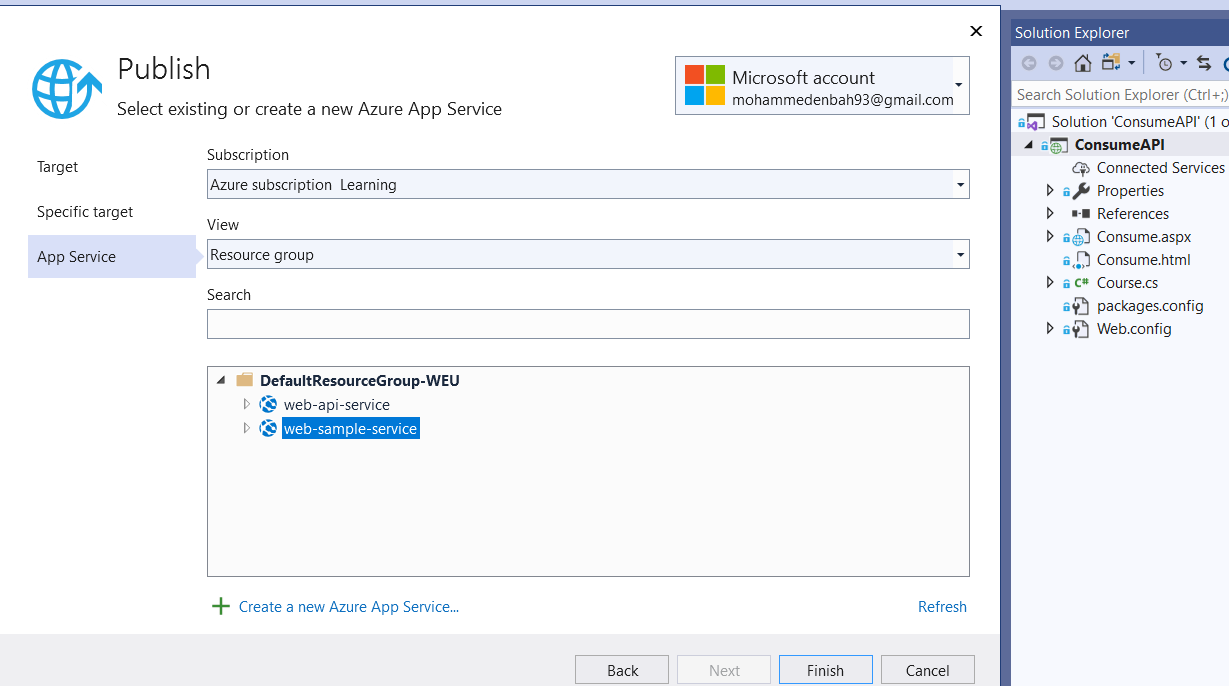 Publish
Select existing or create a new Azure App Service
Microsoft account
mohammedenbah93@gmail.com
Target
Specific target
App Service
Subscription
Azure subscription Learning
View
Resource group
Search
DefaultResourceGroup-WEU
web-api-service
web-sample-service
Create a new Azure App Service...
Refresh
Back
Next
Finish
Cancel
Solution Explorer
Search Solution Explorer (Ctrl+;)
Solution 'ConsumeAPI' (1 o
ConsumeAPI
Connected Services
Properties
References
Consume.aspx
Consume.html
C# Course.cs
packages.config
Web.config